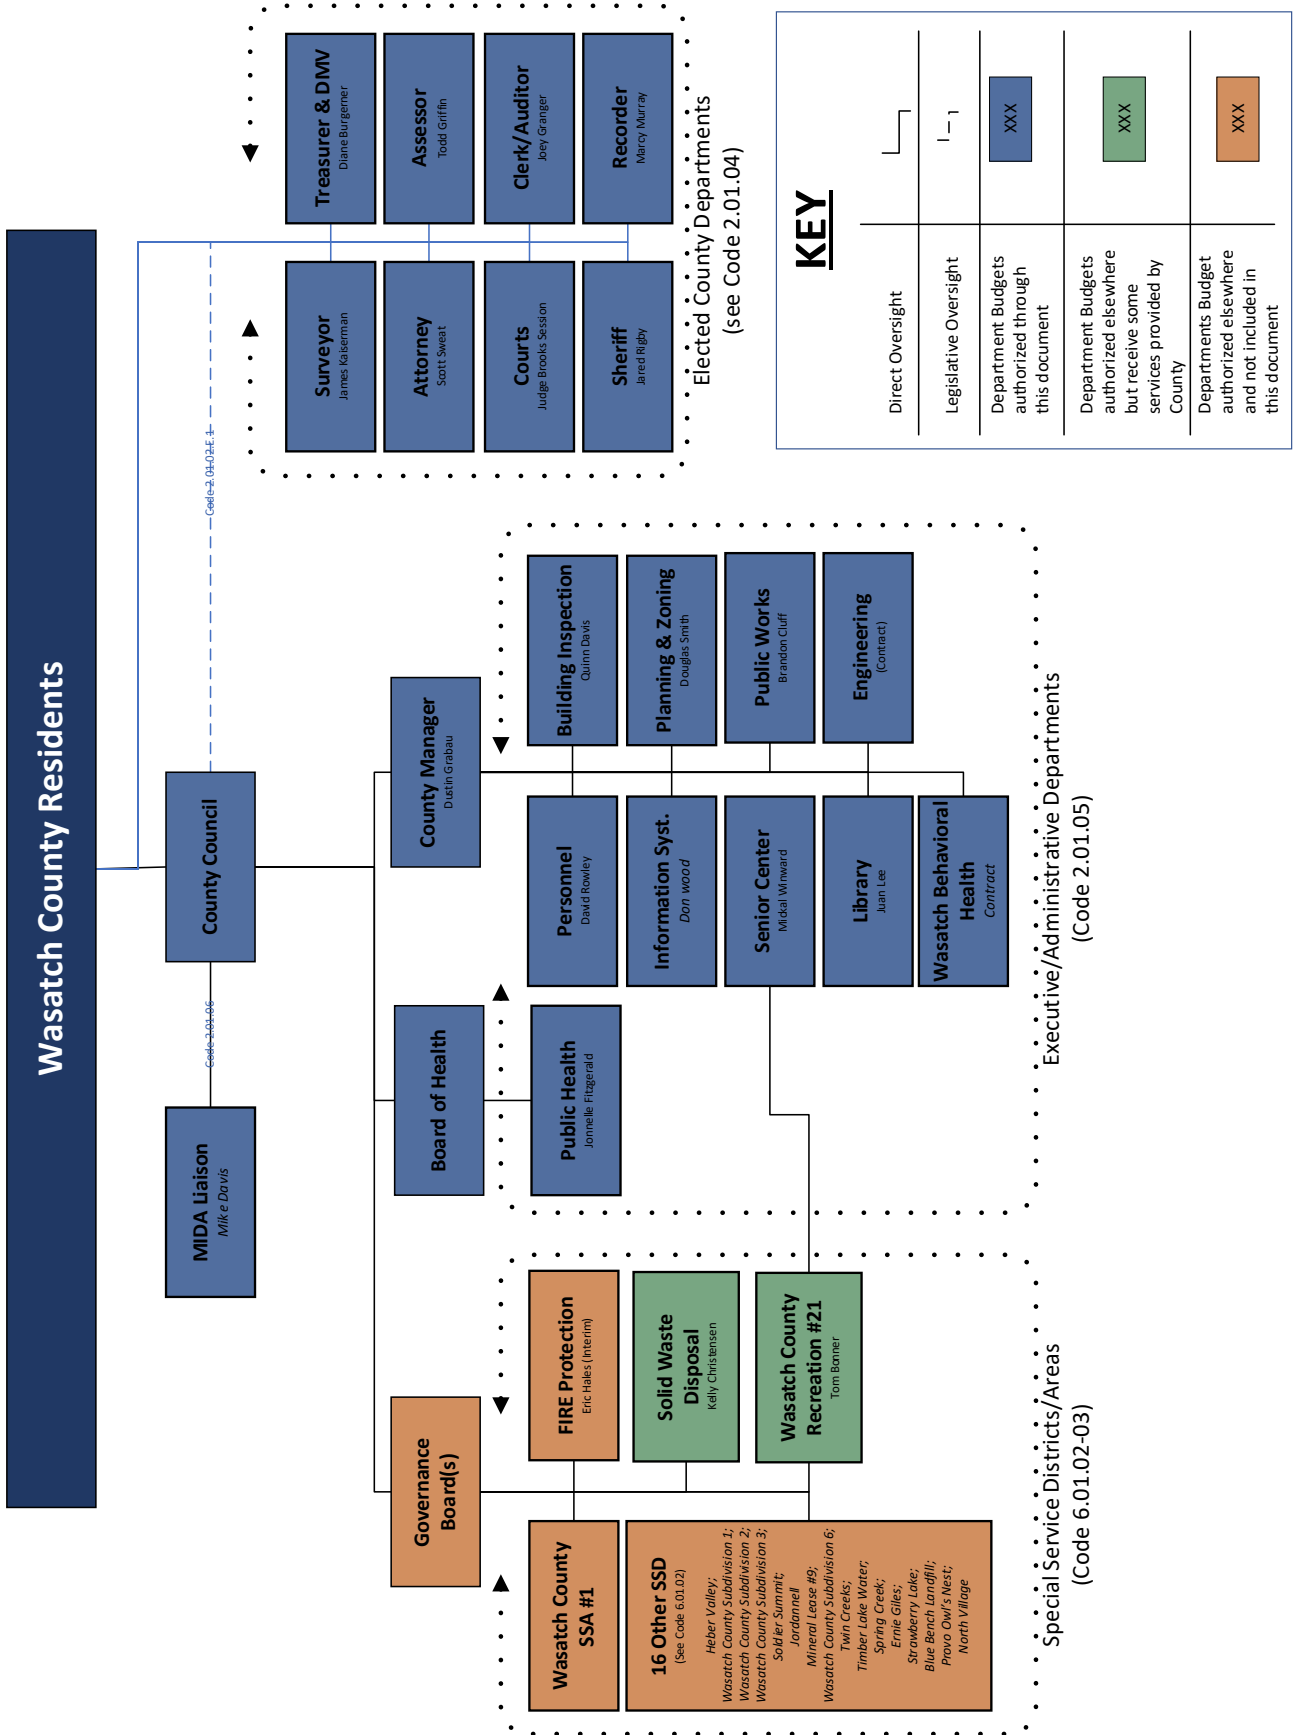 Wasatch County Residents
Code 2.01.06
Code 2.01.02.E.1
MIDA Liaison
Mike Davis
County Council
Governance
Board(s)
Board of Health
County Manager
Dustin Grabau
Wasatch County
SSA #1
FIRE Protection
Eric Hales (Interim)
16 Other SSD
(See Code 6.01.02)
Heber Valley;
Wasatch County Subdivision 1;
Wasatch County Subdivision 2;
Wasatch County Subdivision 3;
Soldier Summit;
Jordannell
Mineral Lease #9;
Wasatch County Subdivision 6;
Twin Creeks;
Timber Lake Water;
Spring Creek;
Ernie Giles;
Strawberry Lake;
Blue Bench Landfill;
Provo Owl's Nest;
North Village
Solid Waste
Disposal
Kelly Christensen
Wasatch County
Recreation #21
Tom Bonner
Special Service Districts/Areas
(Code 6.01.02-03)
Public Health
Jonnelle Fitzgerald
Personnel
David Rowley
Building Inspection
Quinn Davis
Information Syst.
Don wood
Planning & Zoning
Douglas Smith
Senior Center
Mickal Winward
Public Works
Brandon Cluff
Library
Juan Lee
Engineering
(Contract)
Wasatch Behavioral
Health
Contract
Executive/Administrative Departments
(Code 2.01.05)
Surveyor
James Kaiserman
Treasurer & DMV
Diane Burgener
Attorney
Scott Sweat
Assessor
Todd Griffin
Courts
Judge Brooks Session
Clerk/Auditor
Joey Granger
Sheriff
Jared Rigby
Recorder
Marcy Murray
Elected County Departments
(see Code 2.01.04)
KEY
Direct Oversight
Legislative Oversight
Department Budgets
authorized through
this document
XXX
Department Budgets
authorized elsewhere
but receive some
services provided by
County
XXX
Departments Budget
authorized elsewhere
and not included in
this document
XXX